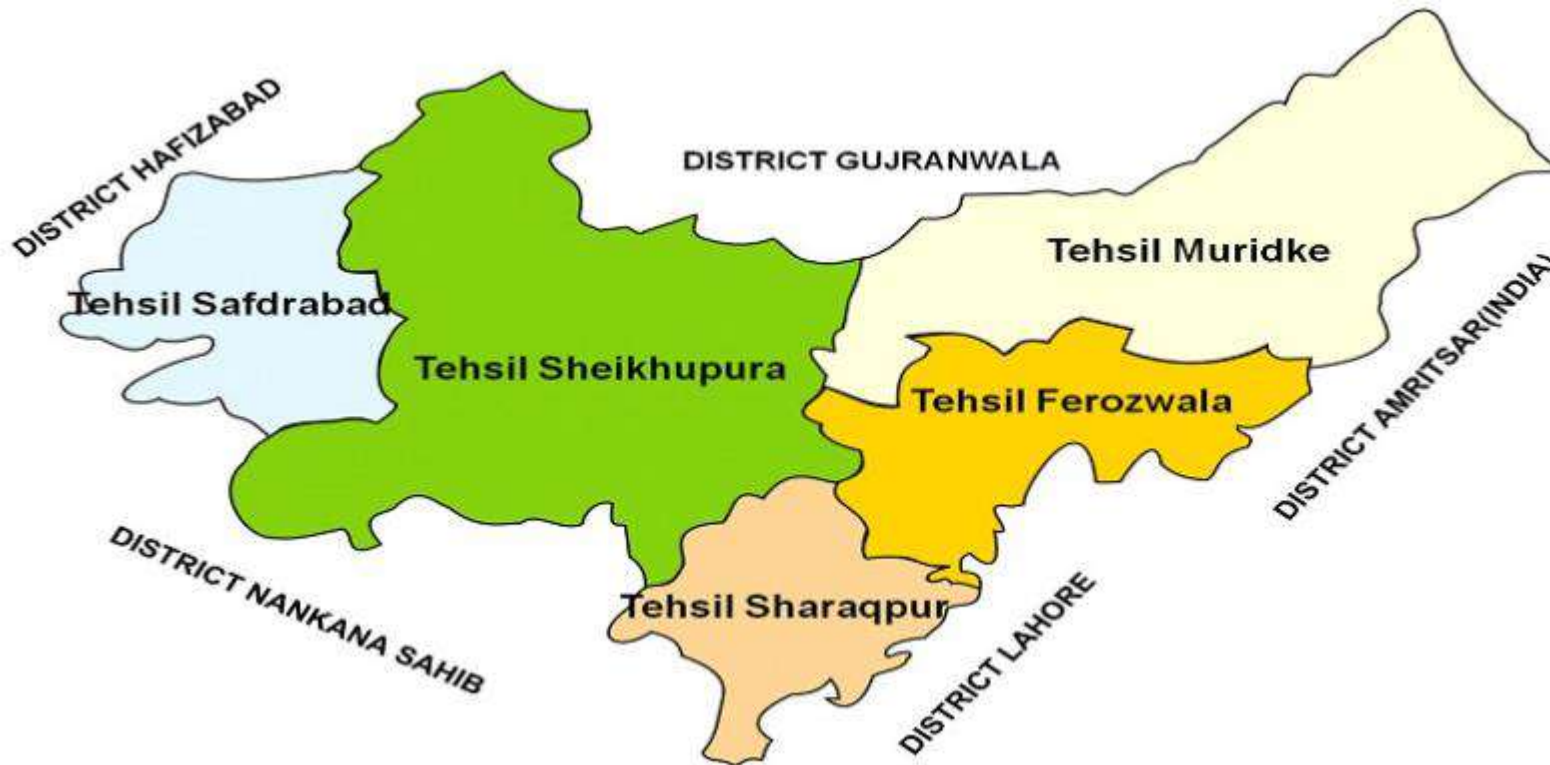 DISTRICT HAFIZABAD
DISTRICT GUJRANWALA
Tehsil Muridke
Tehsil Safdrabad
Tehsil Sheikhupura
Tehsil Ferozwala
DISTRICT AMRITSAR(INDIA)
DISTRICT NANKANA SAHIB
Tehsil Sharaqpur
DISTRICT LAHORE